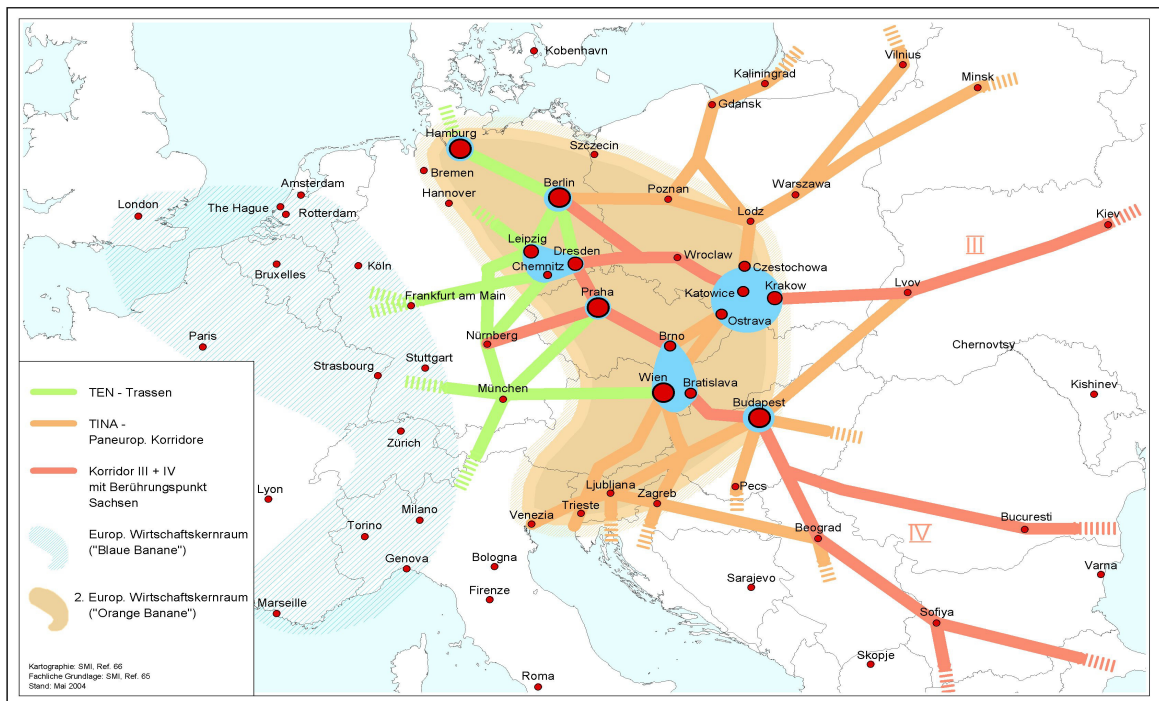 Kobenhavn
Vilnius
Kaliningrad
Minsk
Gdansk
Hamburg
Szczecin
Bremen
Berlin
Hannover
Poznan
Warszawa
Amsterdam
London
The Hague
Rotterdam
Lodz
Kiev
III
Leipzig
Dresden
Wroclaw
Bruxelles
Köln
Chemnitz
Czestochowa
Katowice
Krakow
Lvov
Frankfurt am Main
Praha
Ostrava
Paris
Nürnberg
Brno
Chernovtsy
Strasbourg
Stuttgart
München
Wien
Bratislava
Kishinev
Budapest
Zürich
Lyon
Milano
Ljubljana
Zagreb
Pecs
Torino
Venezia
Trieste
Beograd
IV
Bucuresti
Genova
Bologna
Sarajevo
Varna
Firenze
Marseille
Sofiya
Skopje
Roma
TEN - Trassen
TINA -
Paneurop. Korridore
Korridor III + IV
mit Berührungspunkt
Sachsen
Europ. Wirtschaftskernraum
("Blaue Banane")
2. Europ. Wirtschaftskernraum
("Orange Banane")
Kartographie: SMI, Ref. 66
Fachliche Grundlage: SMI, Ref. 65
Stand: Mai 2004